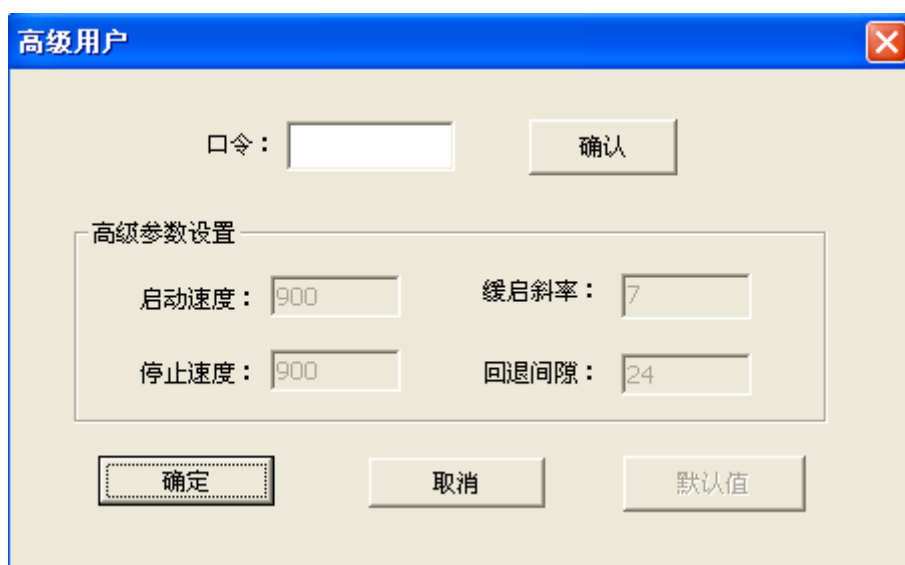 高级用户
口令： 确认
高级参数设置
启动速度： 900 缓启斜率： 7
停止速度： 900 回退间隙： 24
确定 取消 默认值